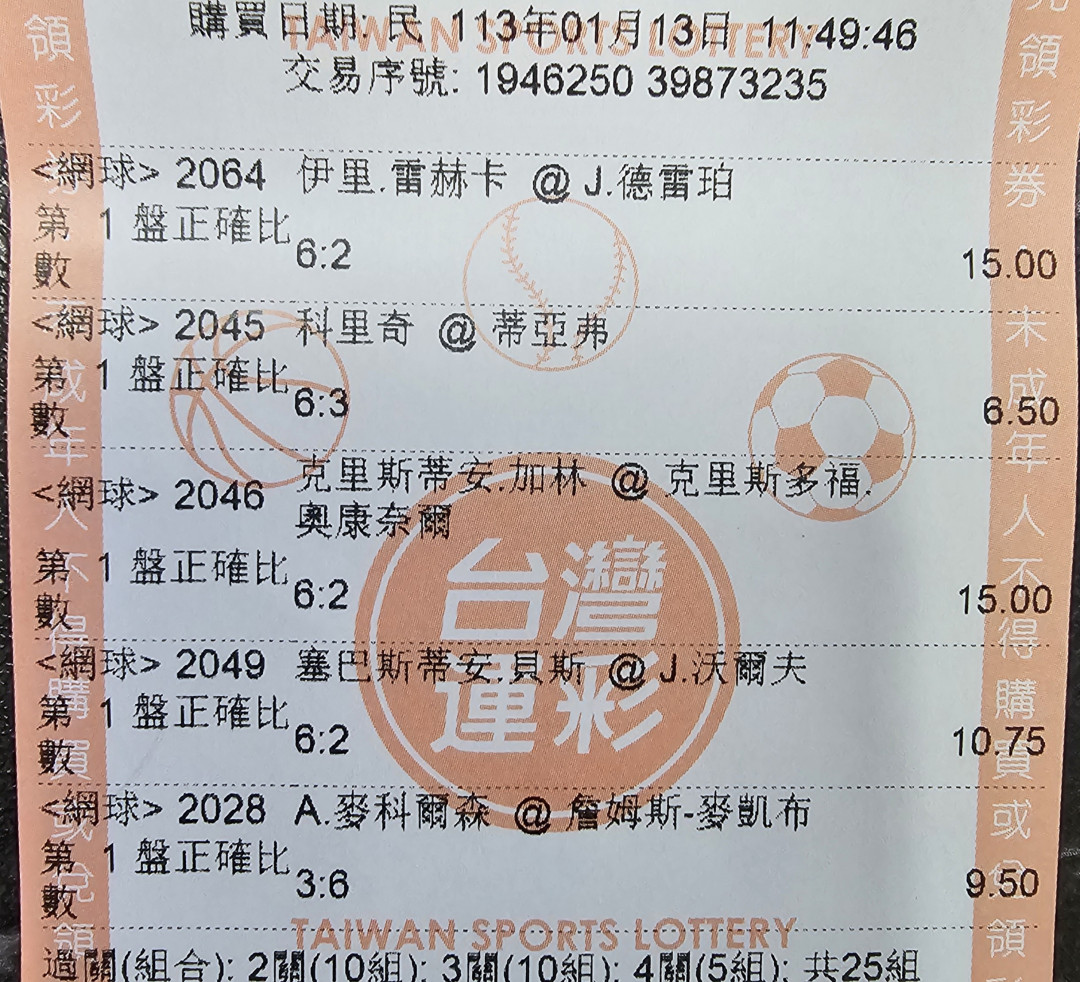 購買日期: 民 113年01月13日 11:49:46
TAIWAN SPORTS LOTTERY
交易序號: 1946250 39873235
<網球> 2064 伊里.雷赫卡 @ J.德雷珀
第 1 盤正確比數 6:2 15.00
<網球> 2045 科里奇 @ 蒂亞弗
第 1 盤正確比數 6:3 6.50
<網球> 2046 克里斯蒂安.加林 @ 克里斯多福.
奧康奈爾
第 1 盤正確比數 6:2 15.00
<網球> 2049 塞巴斯蒂安.貝斯 @ J.沃爾夫
第 1 盤正確比數 6:2 10.75
<網球> 2028 A.麥科爾森 @ 詹姆斯-麥凱布
第 1 盤正確比數 3:6 9.50
TAIWAN SPORTS LOTTERY
過關(組合): 2關(10組); 3關(10組); 4關(5組); 共25組
台灣
運彩
領彩
成年人不得購買或兌領
兌領彩券
未成年人不得購買或兌領彩